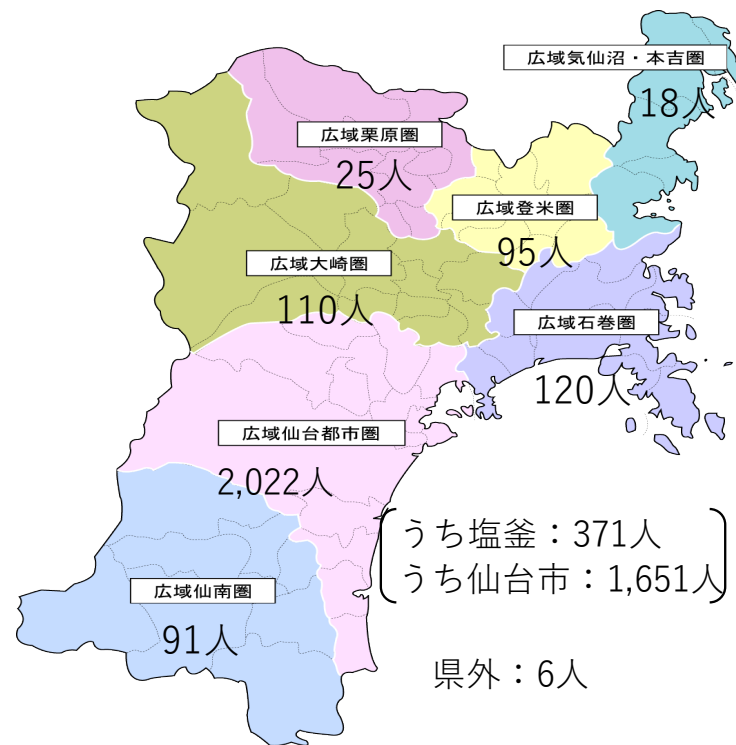 広域気仙沼・本吉圏
18人
広域栗原圏
25人
広域登米圏
95人
広域大崎圏
110人
広域石巻圏
120人
広域仙台都市圏
2,022人
うち塩釜：371人
うち仙台市：1,651人
広域仙南圏
91人
県外：6人